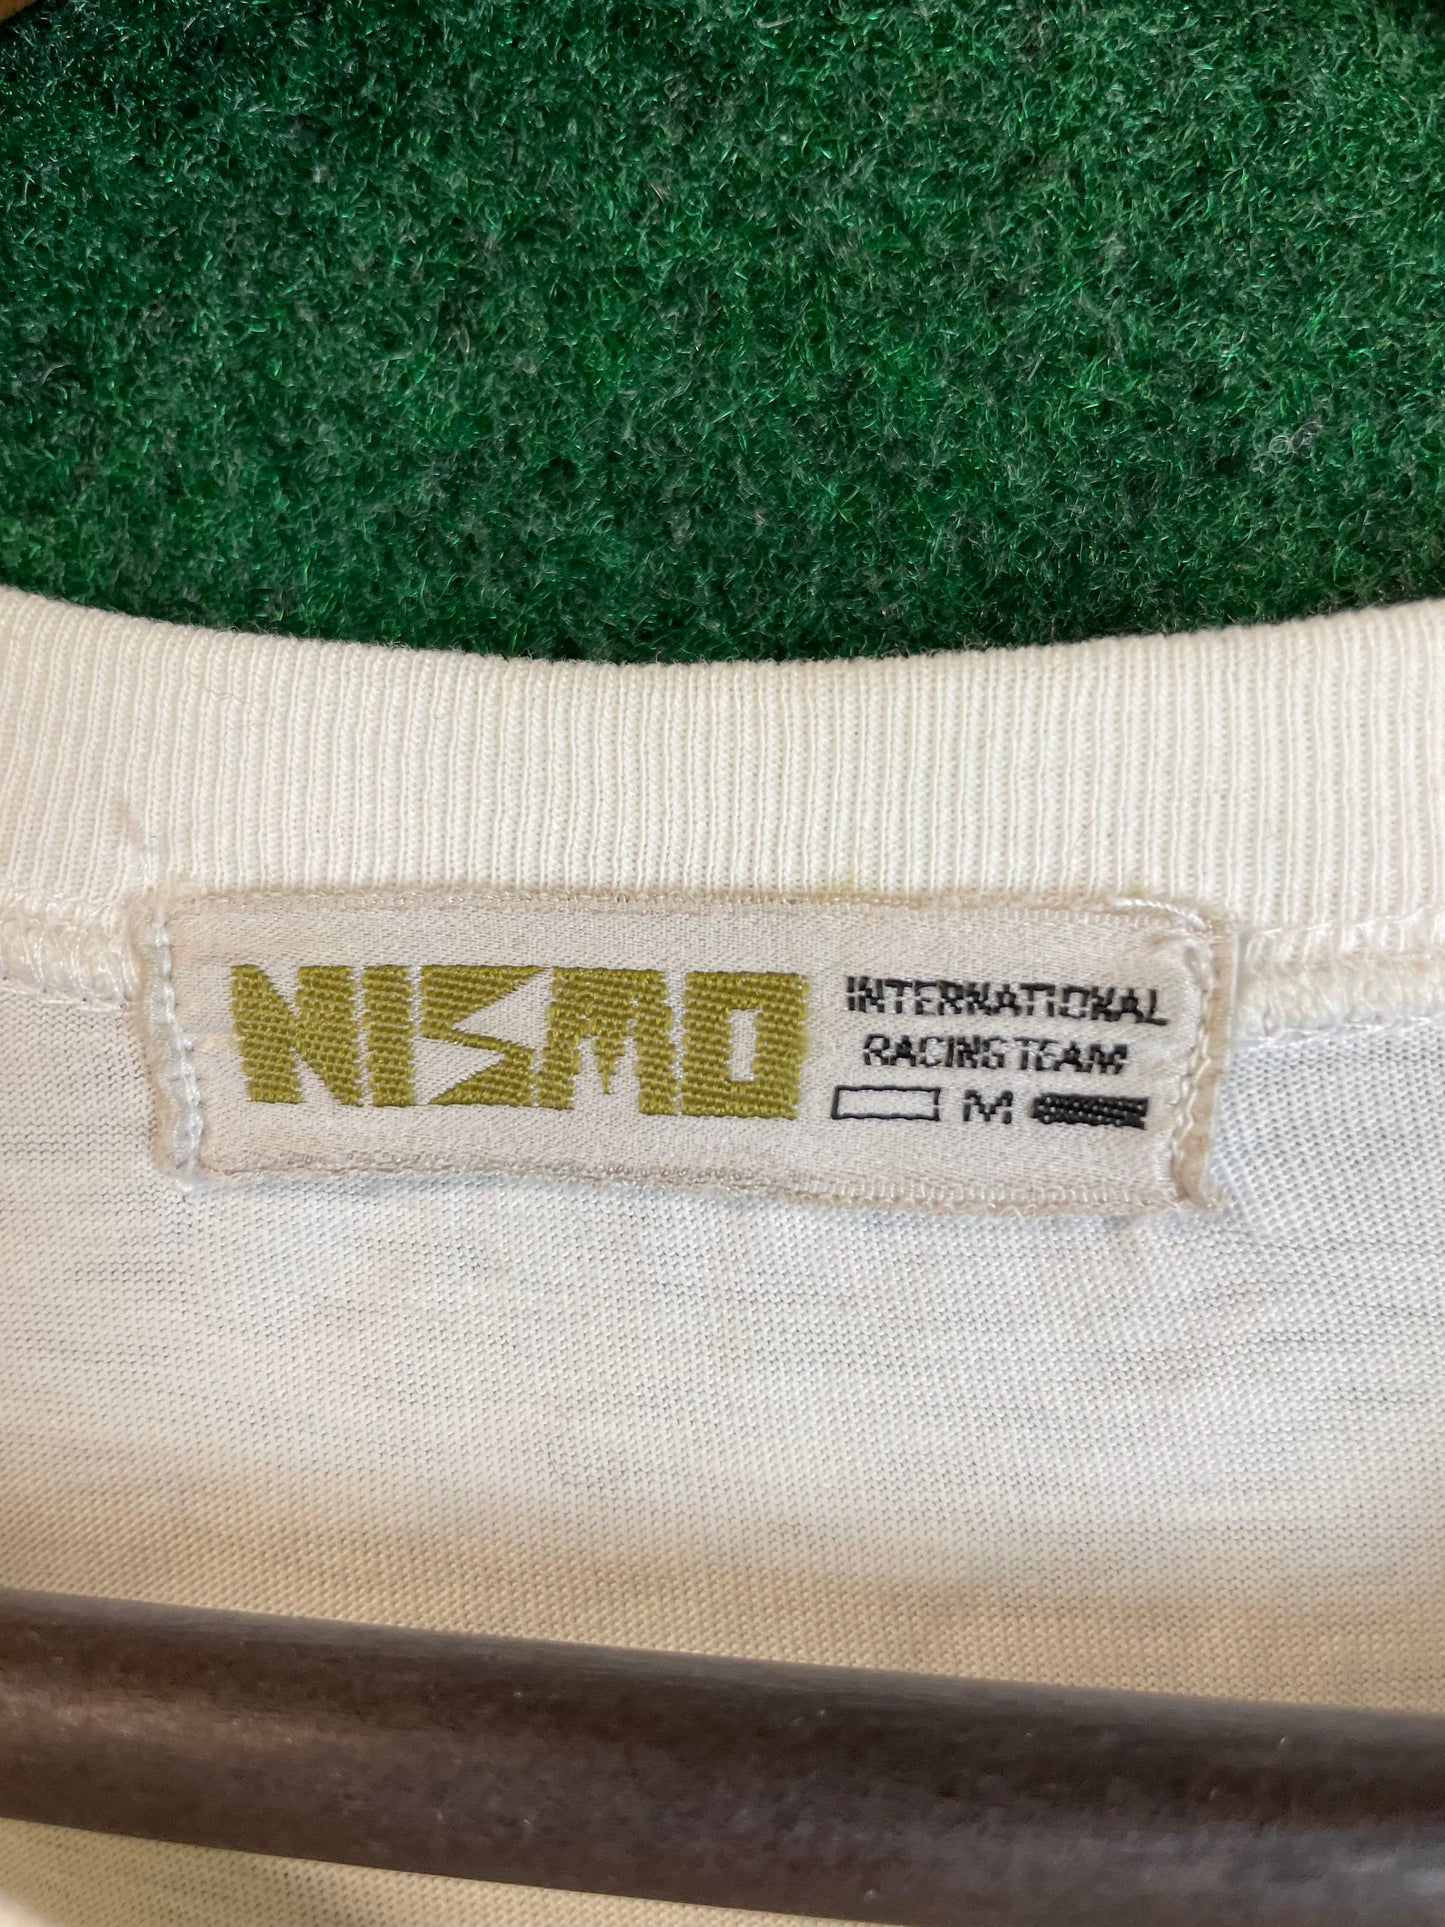 NISMO
INTERNATIONAL
RACING TEAM
M